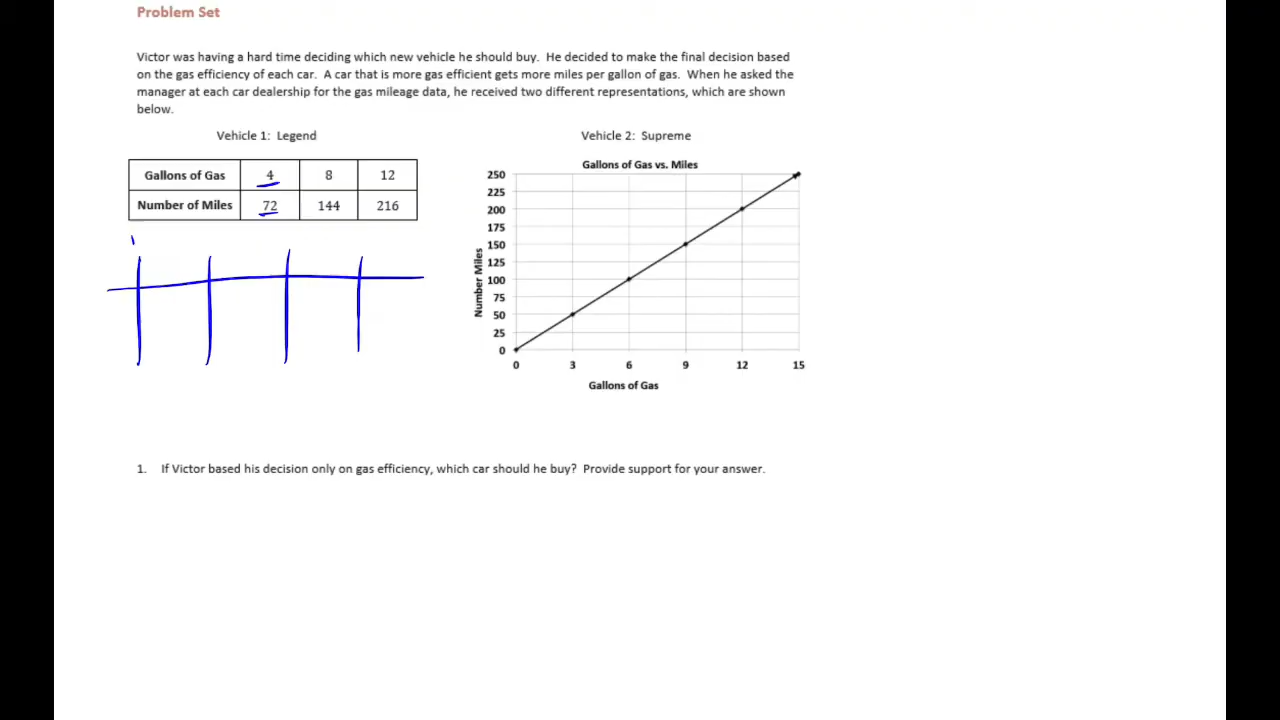 Problem Set
Victor was having a hard time deciding which new vehicle he should buy.  He decided to make the final decision based
on the gas efficiency of each car.  A car that is more gas efficient gets more miles per gallon of gas.  When he asked the
manager at each car dealership for the gas mileage data, he received two different representations, which are shown
below.
Vehicle 1:  Legend
Gallons of Gas 4 8 12
Number of Miles 72 144 216
Vehicle 2:  Supreme
Gallons of Gas vs. Miles
Number Miles
250
225
200
175
150
125
100
75
50
25
0
0 3 6 9 12 15
Gallons of Gas
1.  If Victor based his decision only on gas efficiency, which car should he buy?  Provide support for your answer.